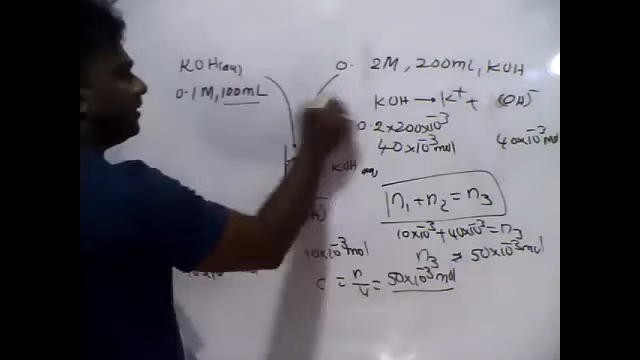 KOH(aq)
0.1M, 100mL
0. 2M, 200mL, KOH
KOH → K⁺ + (OH)⁻
0.2×200×10⁻³
40×10⁻³mol 40×10⁻³mol
KOH aq
n₁ + n₂ = n₃
10×10⁻³ + 40×10⁻³ = n₃
10×10⁻³mol
n₃ = 50×10⁻³mol
C = n/V = 50×10⁻³mol